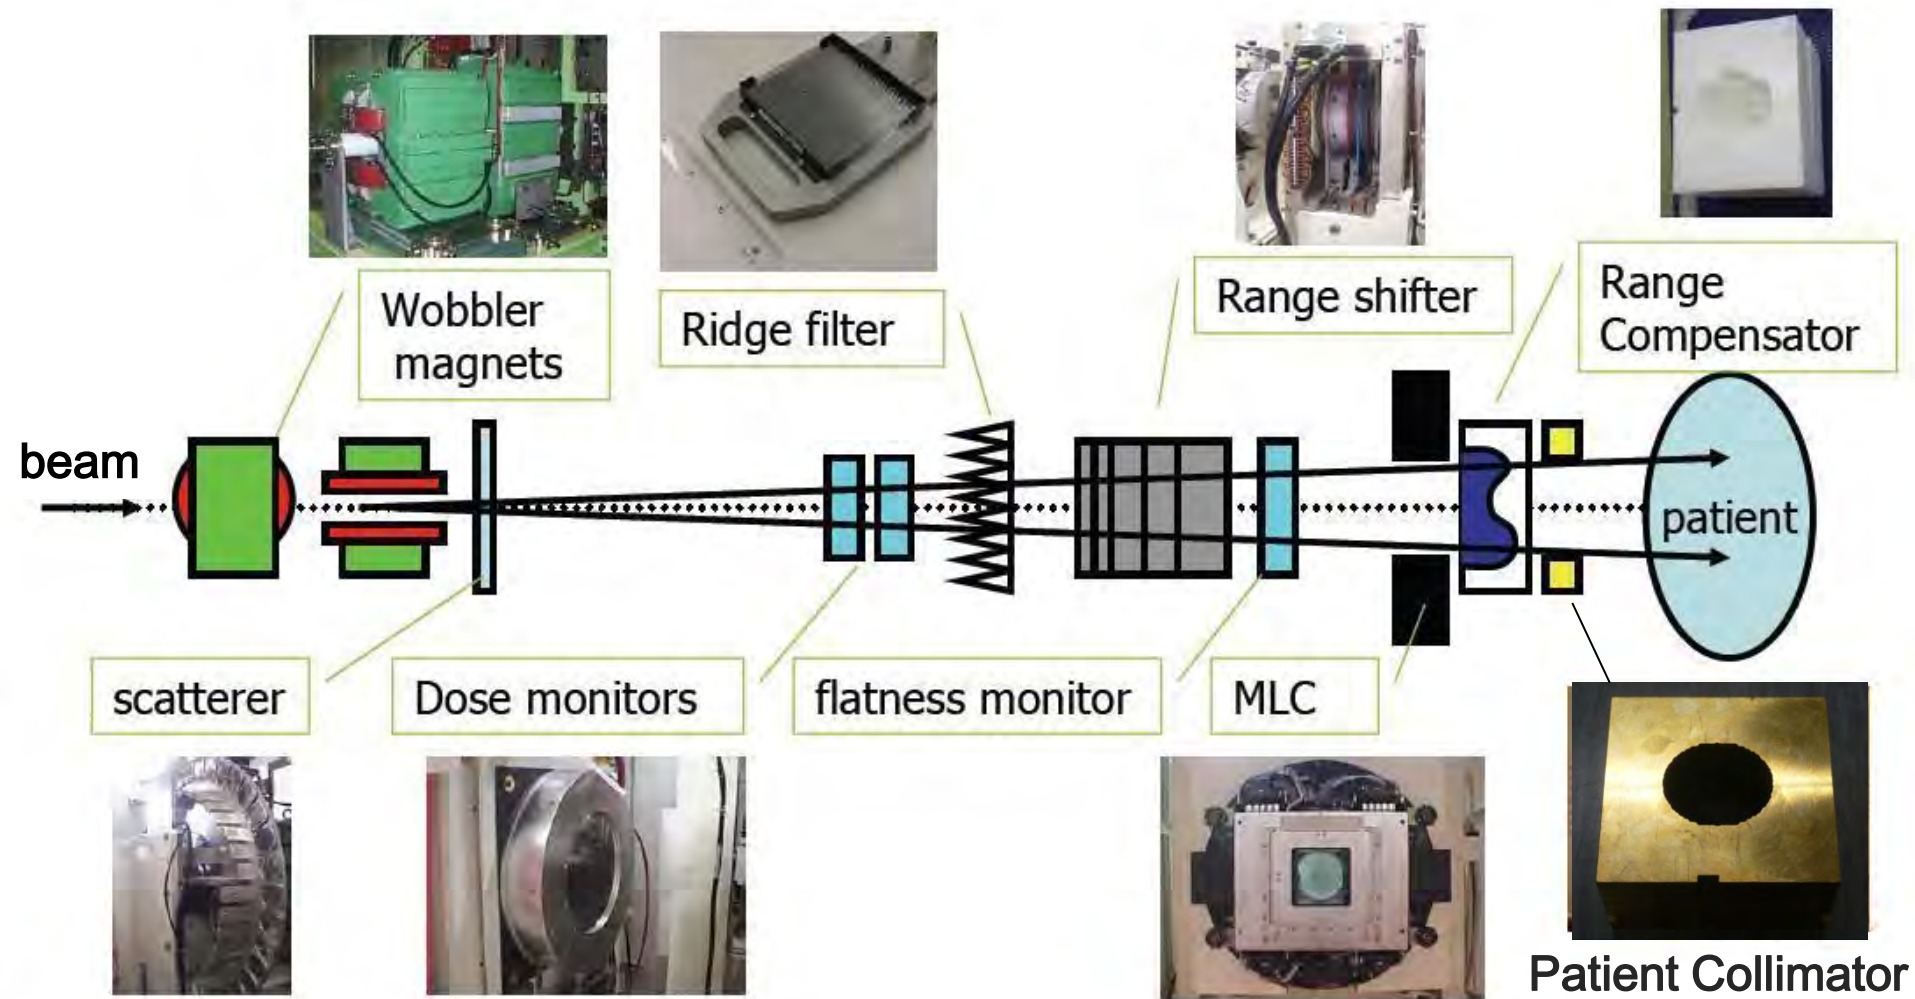 Wobbler
magnets
Ridge filter
Range shifter
Range
Compensator
beam
patient
scatterer
Dose monitors
flatness monitor
MLC
Patient Collimator